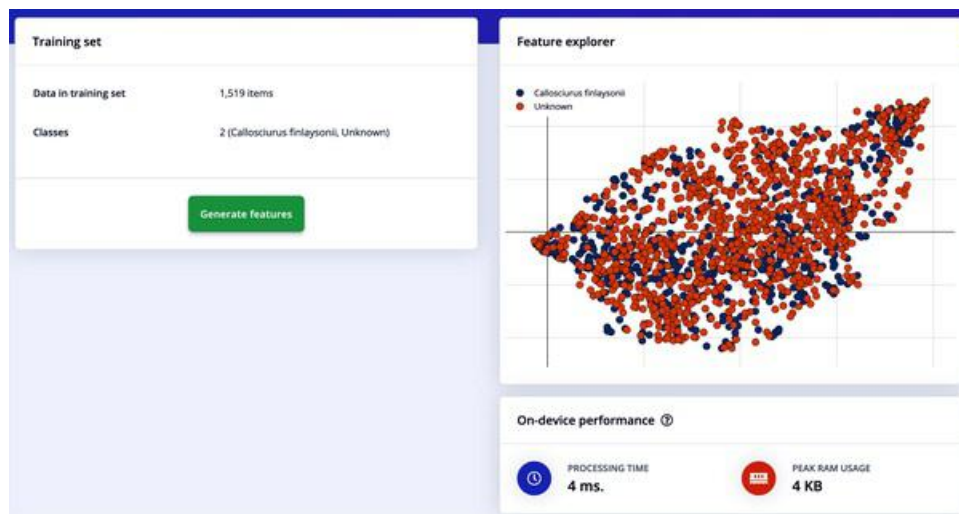 Training set
Data in training set 1,519 items
Classes 2 (Callosciurus finlaysonii, Unknown)
Generate features
Feature explorer
Callosciurus finlaysonii
Unknown
On-device performance
PROCESSING TIME
4 ms.
PEAK RAM USAGE
4 KB